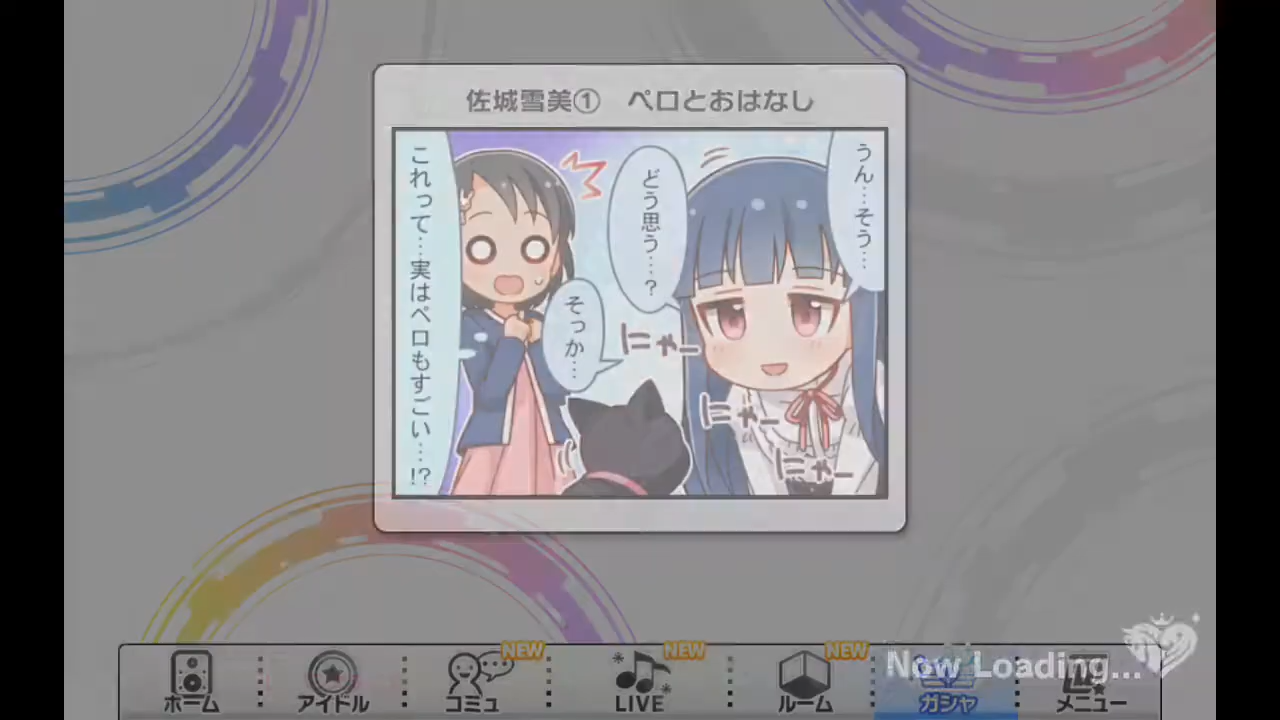 佐城雪美① ペロとおはなし
うん…そう…
どう思う…?
にゃー
にゃー
にゃー
そっか…
これって…実はペロもすごい…!?
NEW
NEW
NEW
Now Loading...
ホーム
アイドル
コミュ
LIVE
ルーム
ガシャ
メニュー